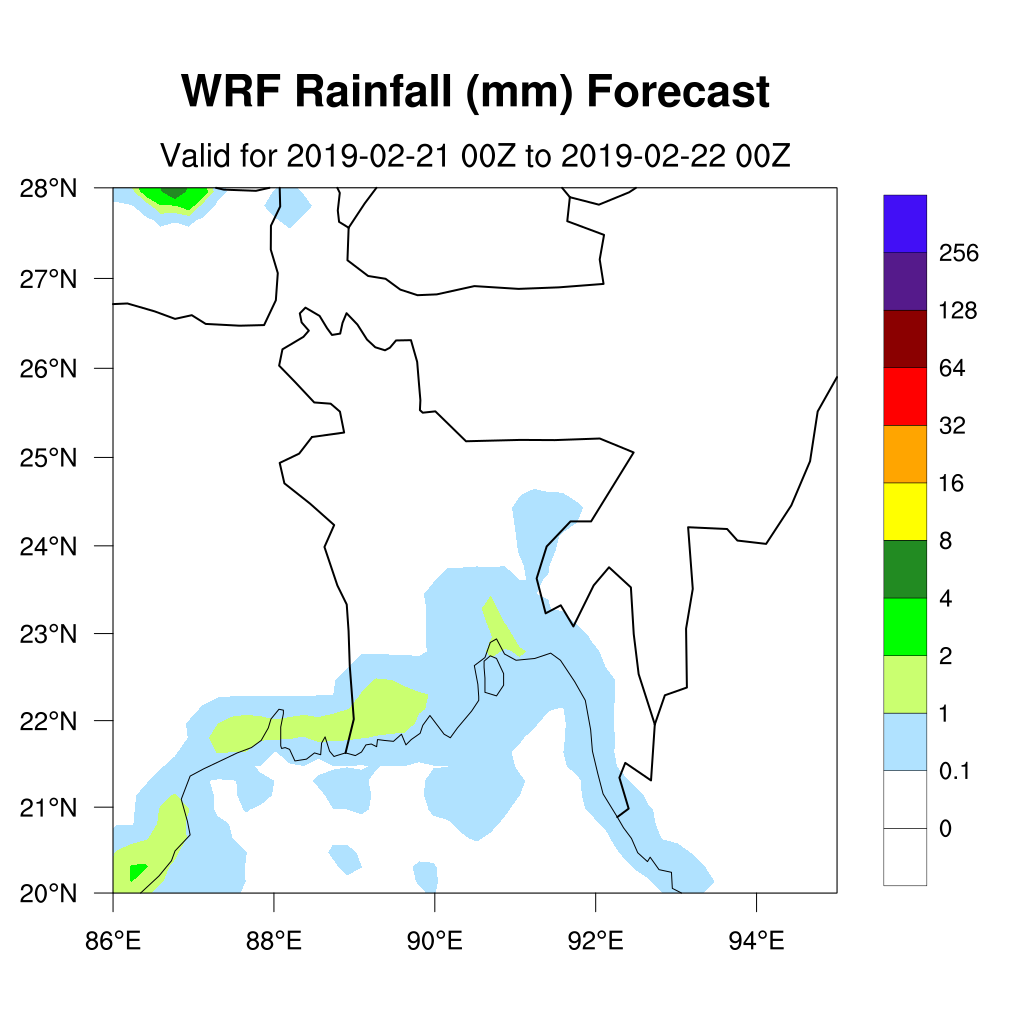 WRF Rainfall (mm) Forecast
Valid for 2019-02-21 00Z to 2019-02-22 00Z
28°N
27°N
26°N
25°N
24°N
23°N
22°N
21°N
20°N
86°E
88°E
90°E
92°E
94°E
256
128
64
32
16
8
4
2
1
0.1
0